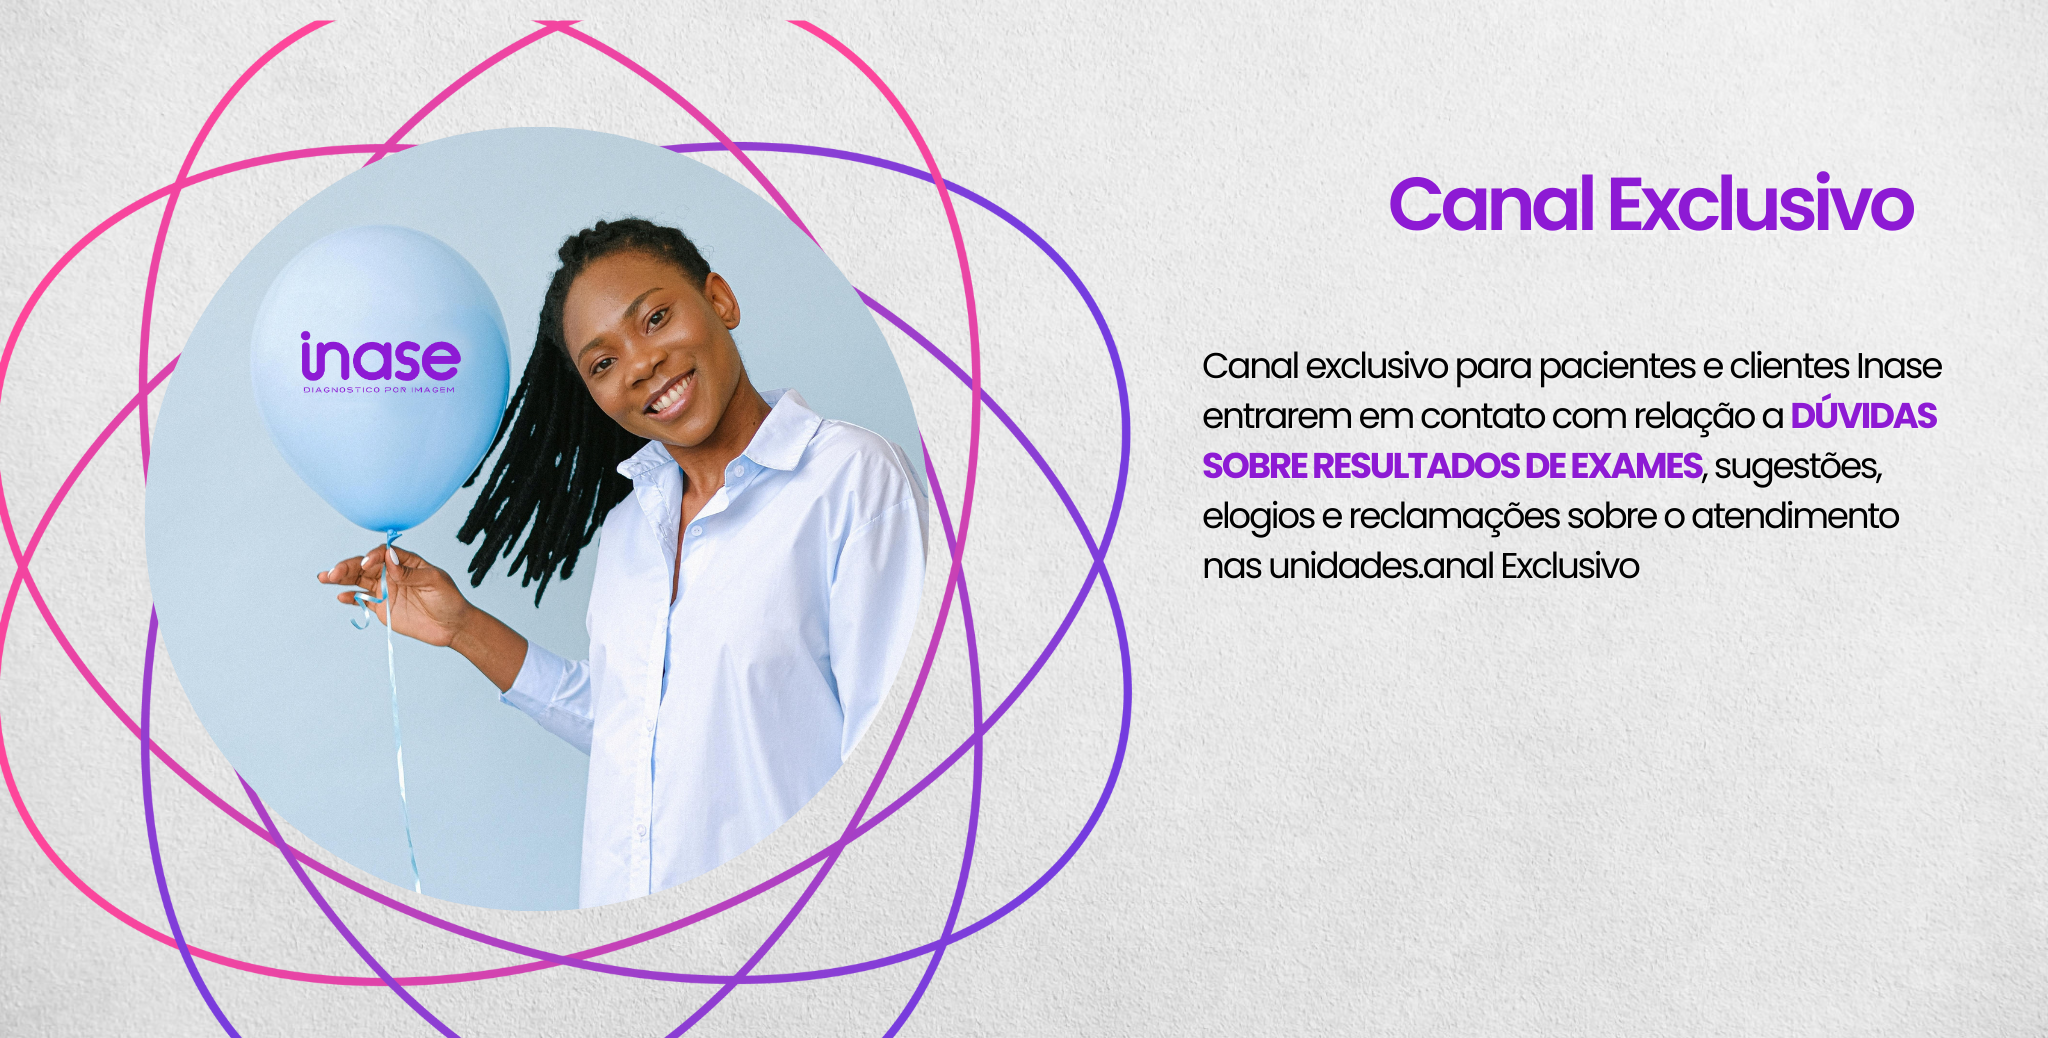 inase
DIAGNOSTICO POR IMAGEM
Canal Exclusivo
Canal exclusivo para pacientes e clientes Inase
entrarem em contato com relação a DÚVIDAS
SOBRE RESULTADOS DE EXAMES, sugestões,
elogios e reclamações sobre o atendimento
nas unidades.anal Exclusivo